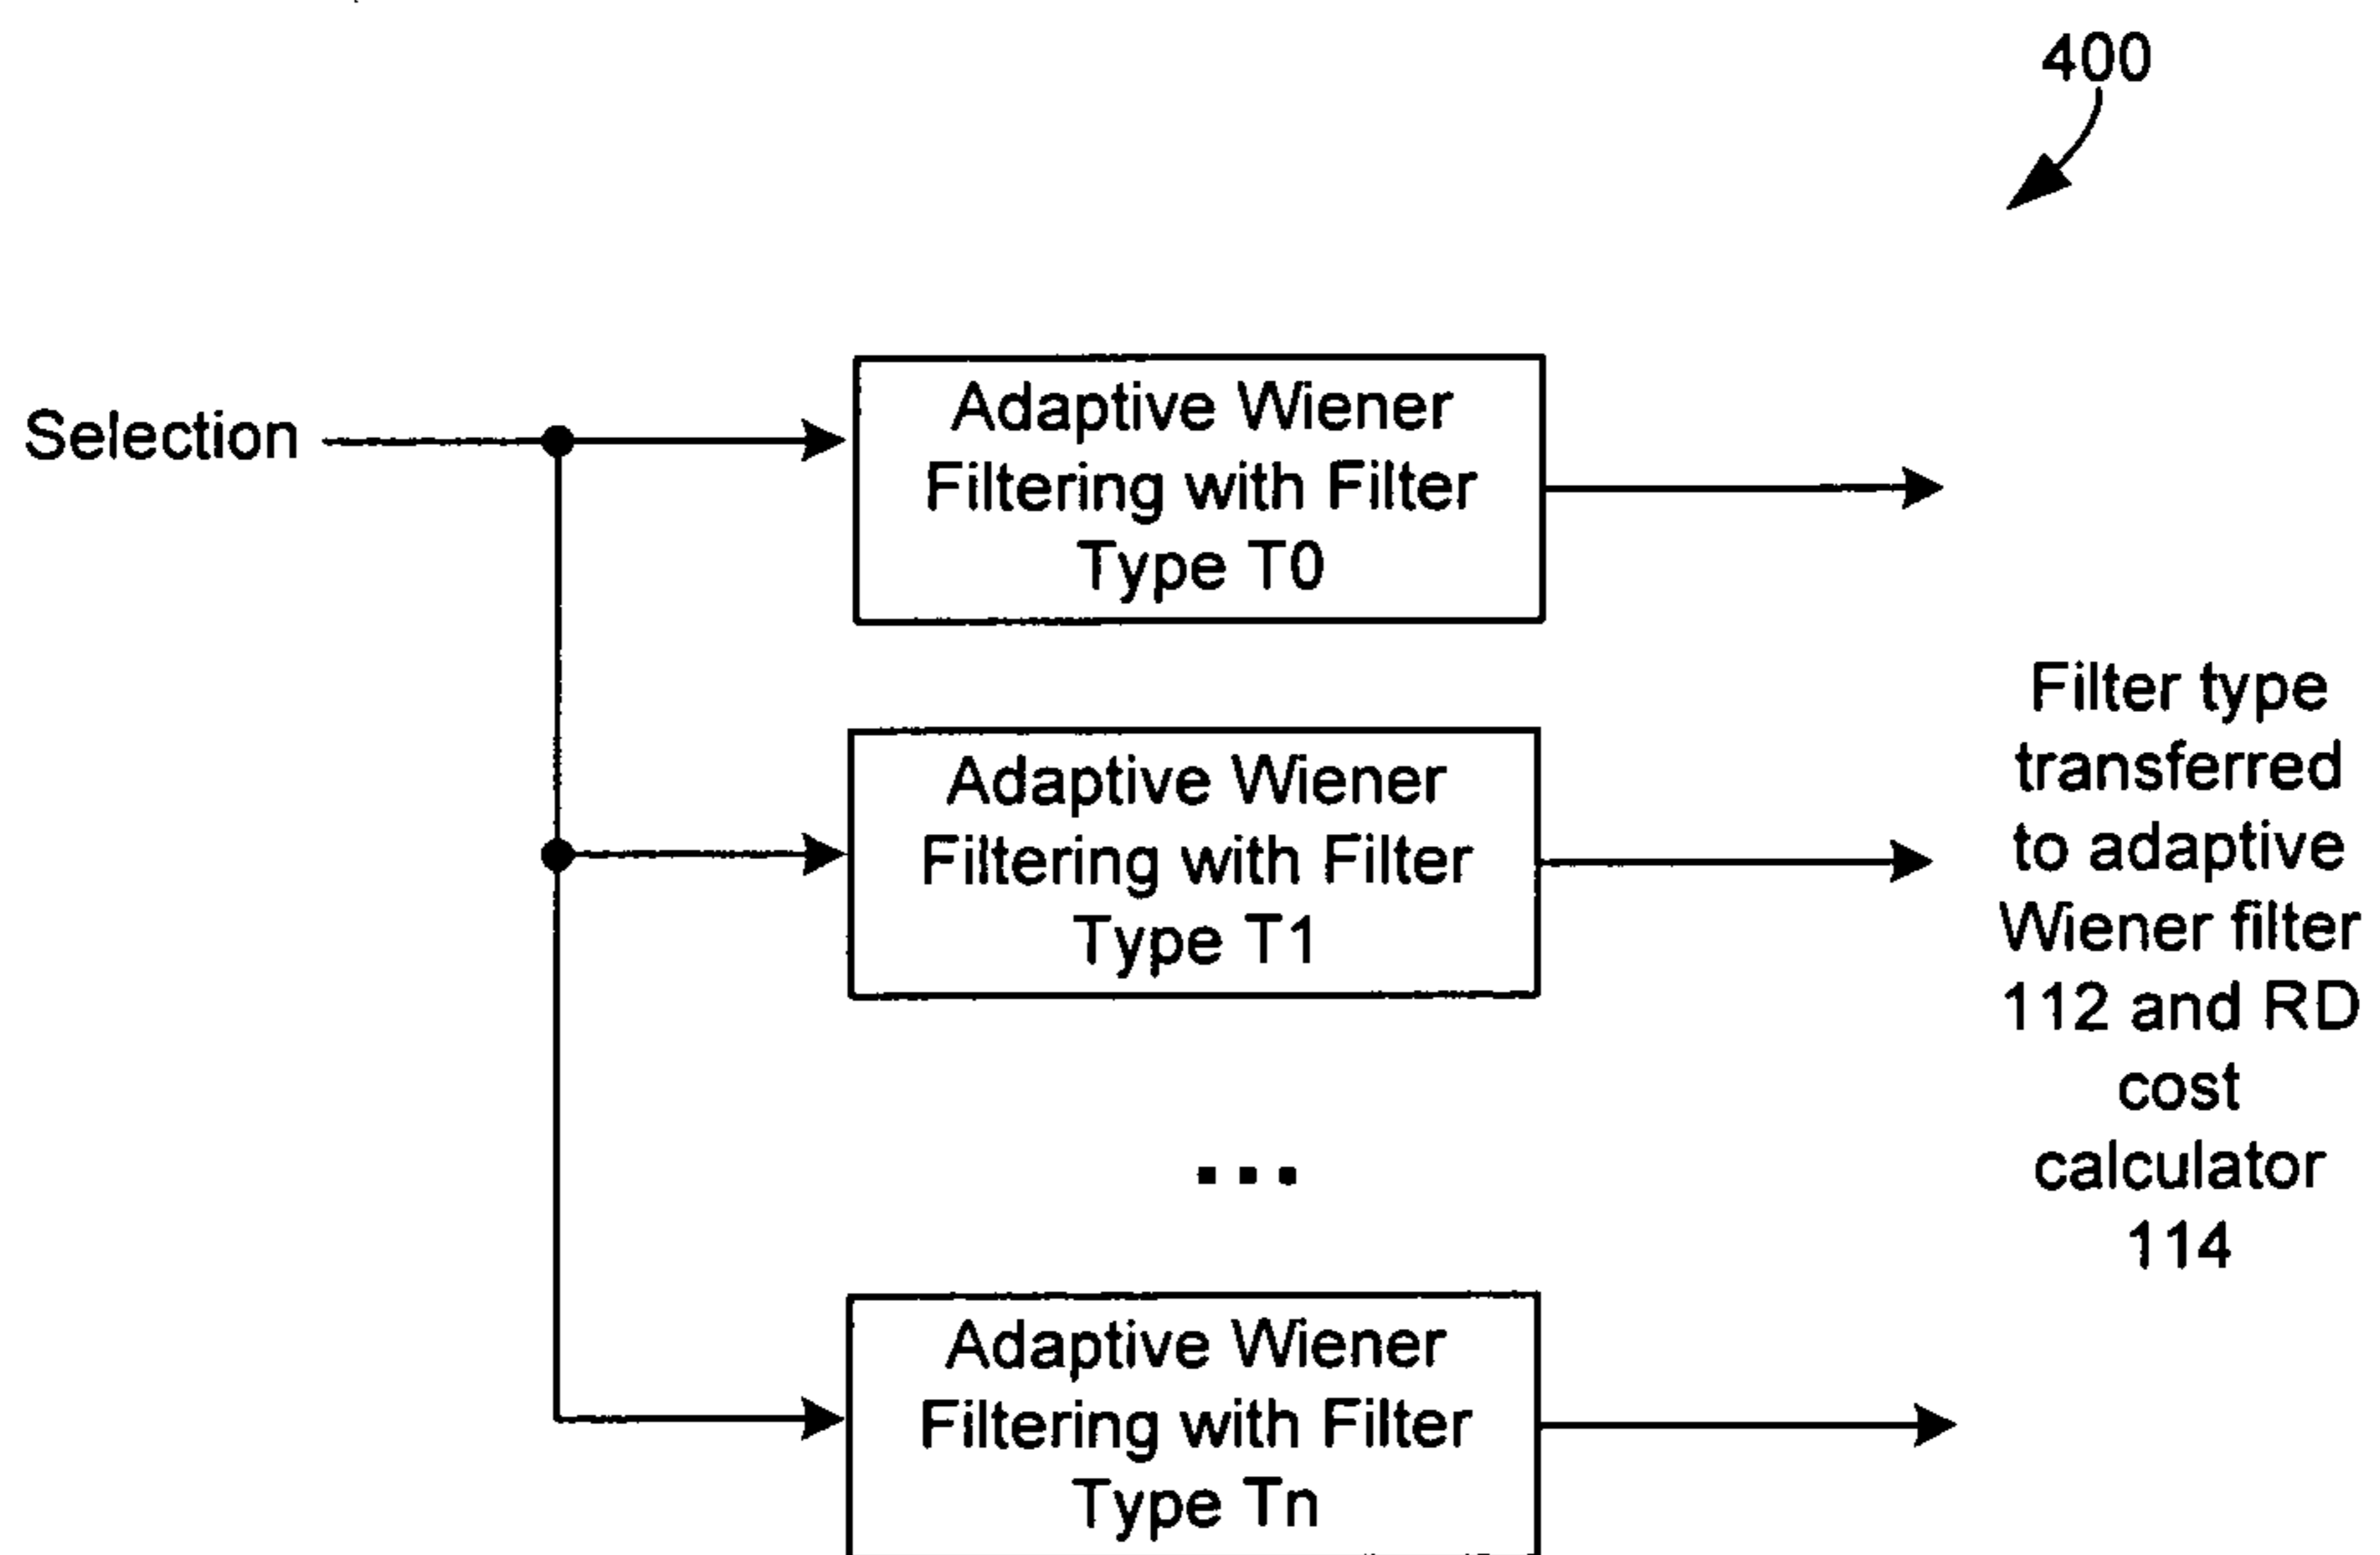 400
Selection
Adaptive Wiener
Filtering with Filter
Type T0
Adaptive Wiener
Filtering with Filter
Type T1
Filter type
transferred
to adaptive
Wiener filter
112 and RD
cost
calculator
114
...
Adaptive Wiener
Filtering with Filter
Type Tn